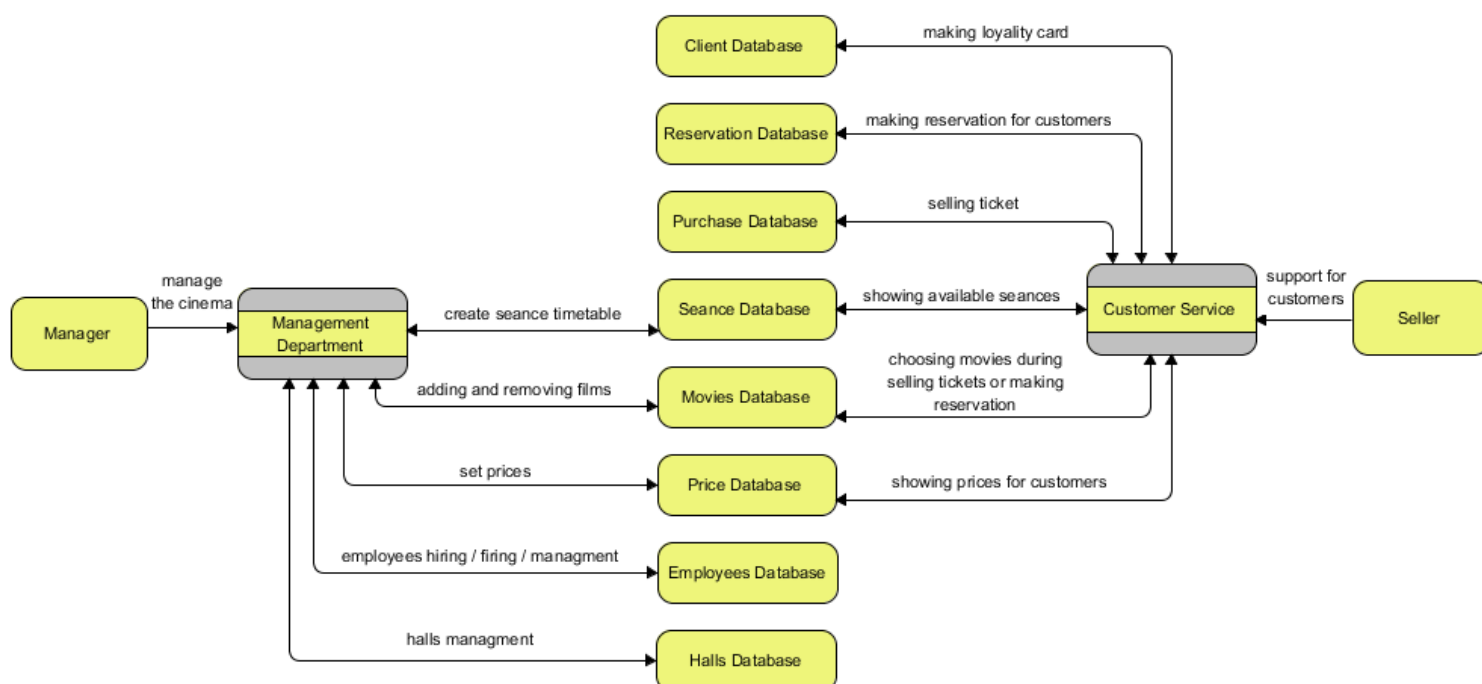 Client Database
making loyality card
Reservation Database
making reservation for customers
Purchase Database
selling ticket
manage
the cinema
Manager
Management
Department
create seance timetable
Seance Database
showing available seances
Customer Service
support for
customers
Seller
adding and removing films
Movies Database
choosing movies during
selling tickets or making
reservation
set prices
Price Database
showing prices for customers
employees hiring / firing / managment
Employees Database
halls managment
Halls Database